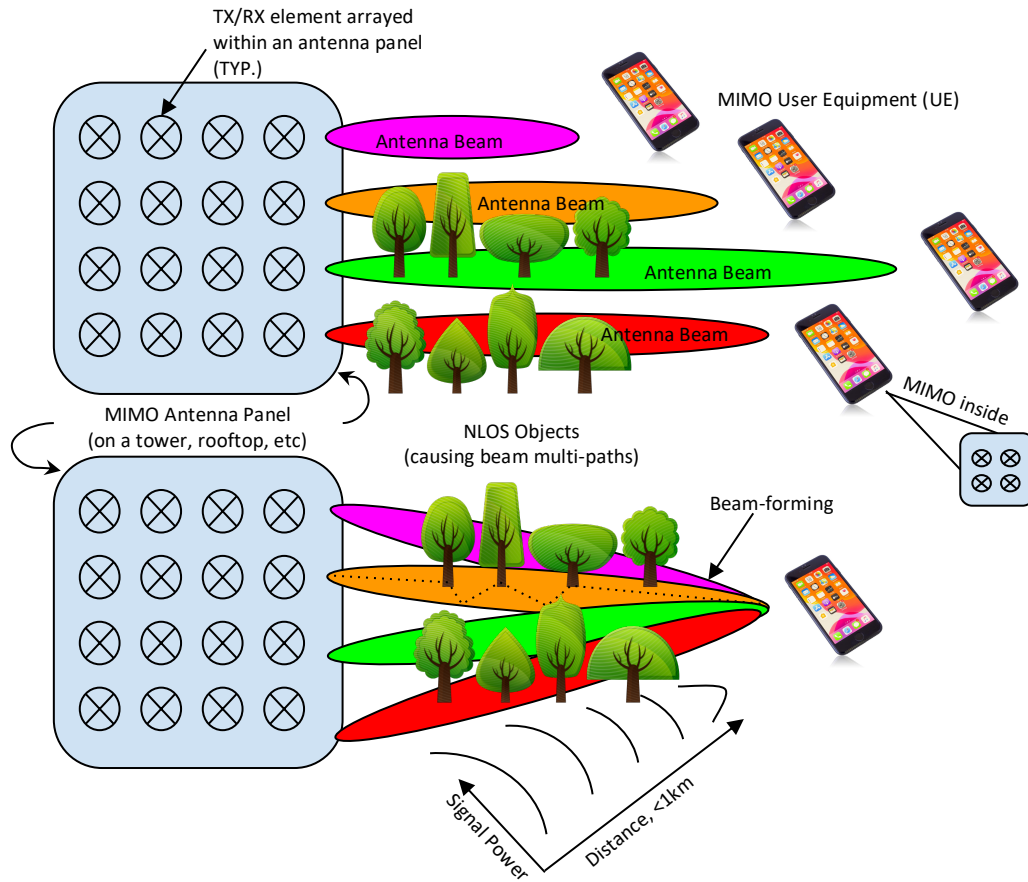 TX/RX element arrayed
within an antenna panel
(TYP.)
MIMO User Equipment (UE)
Antenna Beam
Antenna Beam
Antenna Beam
Antenna Beam
MIMO inside
MIMO Antenna Panel
(on a tower, rooftop, etc)
NLOS Objects
(causing beam multi-paths)
Beam-forming
Signal Power
Distance, <1km